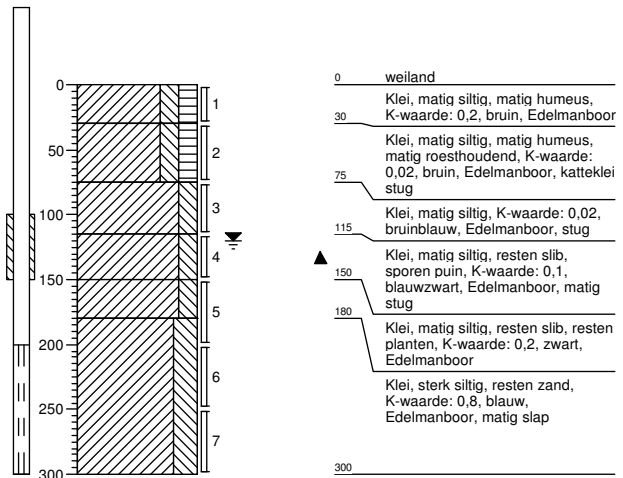 0
50
100
150
200
250
300
1
2
3
4
5
6
7
0 weiland
Klei, matig siltig, matig humeus,
30 K-waarde: 0,2, bruin, Edelmanboor
Klei, matig siltig, matig humeus,
matig roesthoudend, K-waarde:
75 0,02, bruin, Edelmanboor, katteklei
stug
Klei, matig siltig, K-waarde: 0,02,
115 bruinblauw, Edelmanboor, stug
Klei, matig siltig, resten slib,
sporen puin, K-waarde: 0,1,
150 blauwzwart, Edelmanboor, matig
stug
180
Klei, matig siltig, resten slib, resten
planten, K-waarde: 0,2, zwart,
Edelmanboor
Klei, sterk siltig, resten zand,
K-waarde: 0,8, blauw,
Edelmanboor, matig slap
300